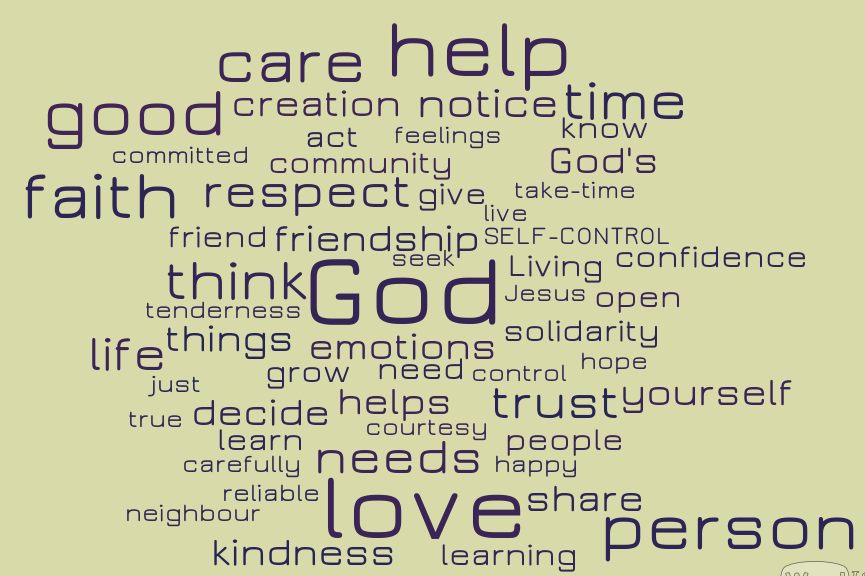 care help
good creation notice time
act feelings know
committed community God's
faith respect give take-time
live
friend friendship SELF-CONTROL
seek Living confidence
think God Jesus open
tenderness
life things emotions solidarity
grow need control hope
just
true decide helps trust yourself
courtesy
learn people
carefully needs happy
reliable love share
neighbour person
kindness learning